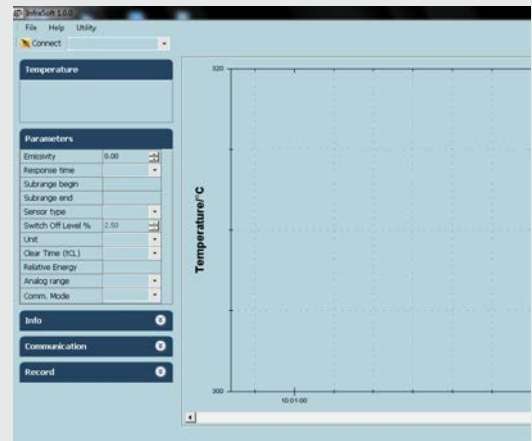 InfraSoft 1.0.0
File Help Utility
Connect
Temperature
Parameters
Emissivity 0.00
Response time
Subrange begin
Subrange end
Sensor type
Switch Off Level % 2.50
Unit
Clear Time (tCL)
Relative Energy
Analog range
Comm. Mode
Info
Communication
Record
320
Temperature/°C
300
10:01:00